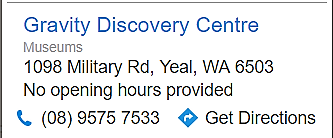 Gravity Discovery Centre
Museums
1098 Military Rd, Yeal, WA 6503
No opening hours provided
(08) 9575 7533 Get Directions